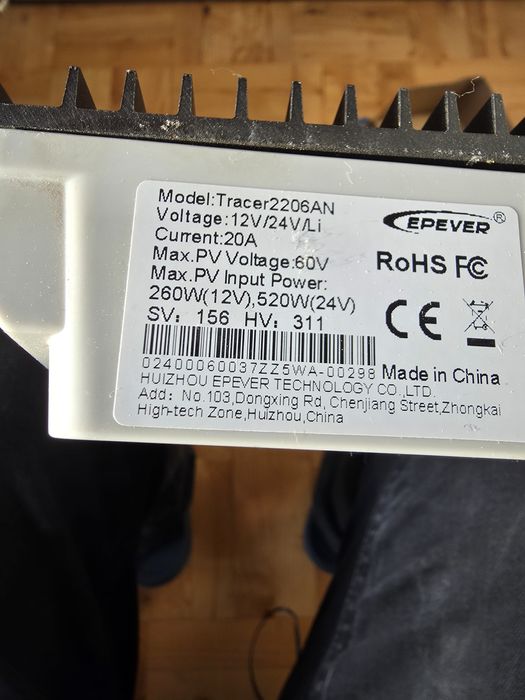 Model:Tracer2206AN
Voltage:12V/24V/Li
Current:20A
Max.PV Voltage:60V
Max.PV Input Power:
260W(12V),520W(24V)
SV: 156 HV: 311
EPEVER®
RoHS FC
CE
02400060037ZZ5WA-00298 Made in China
HUIZHOU EPEVER TECHNOLOGY CO.,LTD.
Add: No.103,Dongxing Rd, Chenjiang Street,Zhongkai
High-tech Zone,Huizhou,China